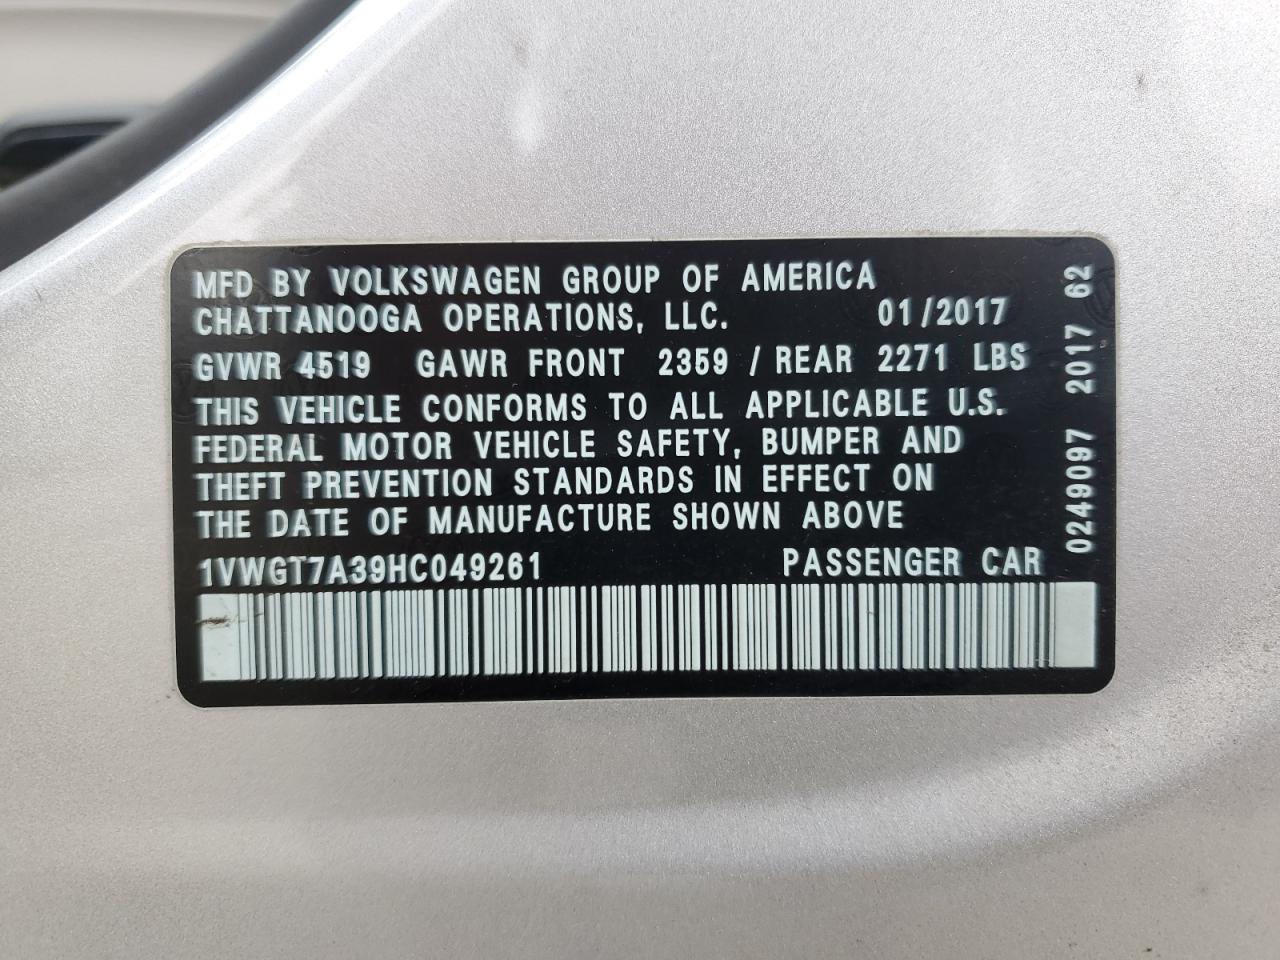 MFD BY VOLKSWAGEN GROUP OF AMERICA
CHATTANOOGA OPERATIONS, LLC. 01/2017
GVWR 4519 GAWR FRONT 2359 / REAR 2271 LBS
THIS VEHICLE CONFORMS TO ALL APPLICABLE U.S.
FEDERAL MOTOR VEHICLE SAFETY, BUMPER AND
THEFT PREVENTION STANDARDS IN EFFECT ON
THE DATE OF MANUFACTURE SHOWN ABOVE
1VWGT7A39HC049261 PASSENGER CAR
0249097 2017 62